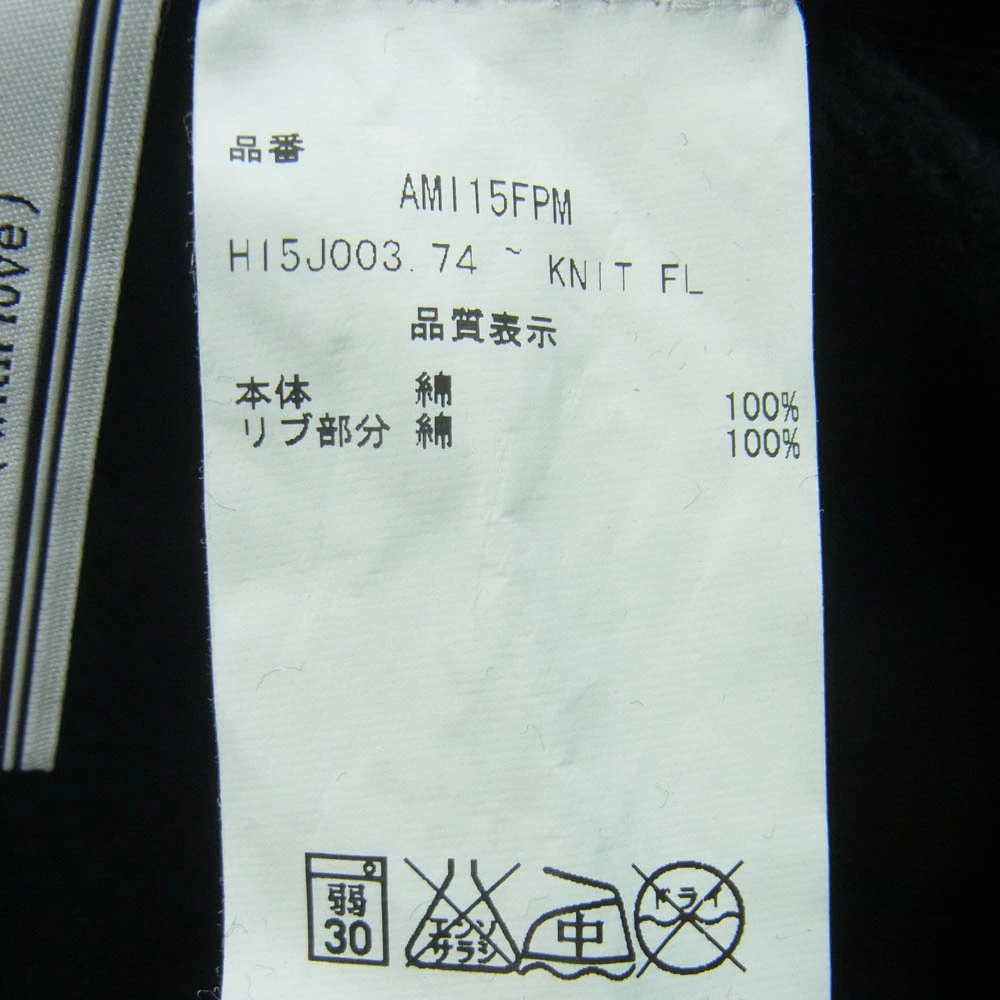 品番
AMI15FPM
H15J003.74 ~ KNIT FL
品質表示
本体 綿 100%
リブ部分 綿 100%
弱
30
エンソ
サラシ
中
ドライ
love)